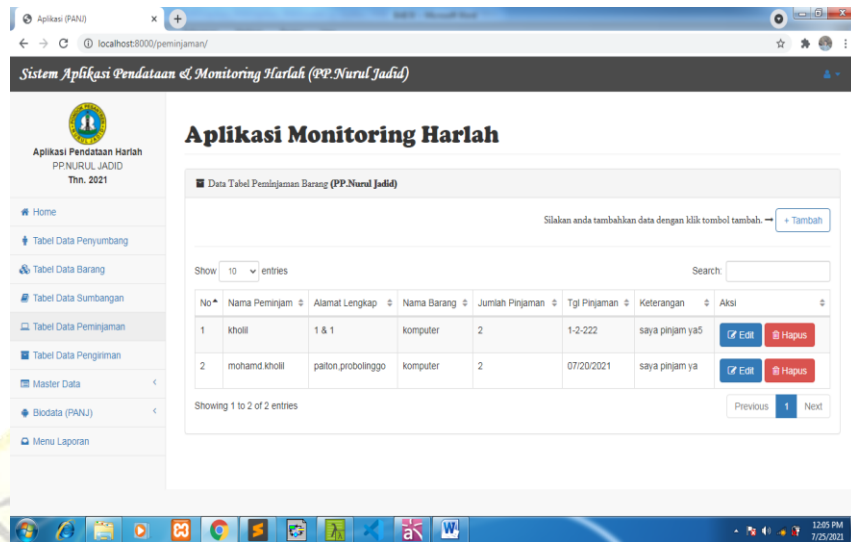 Aplikasi (PANJ)
localhost:8000/peminjaman/
Sistem Aplikasi Pendataan & Monitoring Harlah (PP.Nurul Jadid)
Aplikasi Pendataan Harlah
PP.NURUL JADID
Thn. 2021
Home
Tabel Data Penyumbang
Tabel Data Barang
Tabel Data Sumbangan
Tabel Data Peminjaman
Tabel Data Pengiriman
Master Data
Biodata (PANJ)
Menu Laporan
Aplikasi Monitoring Harlah
Data Tabel Peminjaman Barang (PP.Nurul Jadid)
Silakan anda tambahkan data dengan klik tombol tambah. → + Tambah
Show 10 entries Search:
No Nama Peminjam Alamat Lengkap Nama Barang Jumlah Pinjaman Tgl Pinjaman Keterangan Aksi
1 kholil 1 & 1 komputer 2 1-2-222 saya pinjam ya5 Edit Hapus
2 mohamd.kholil paiton,probolinggo komputer 2 07/20/2021 saya pinjam ya Edit Hapus
Showing 1 to 2 of 2 entries Previous 1 Next
12:05 PM
7/25/2021